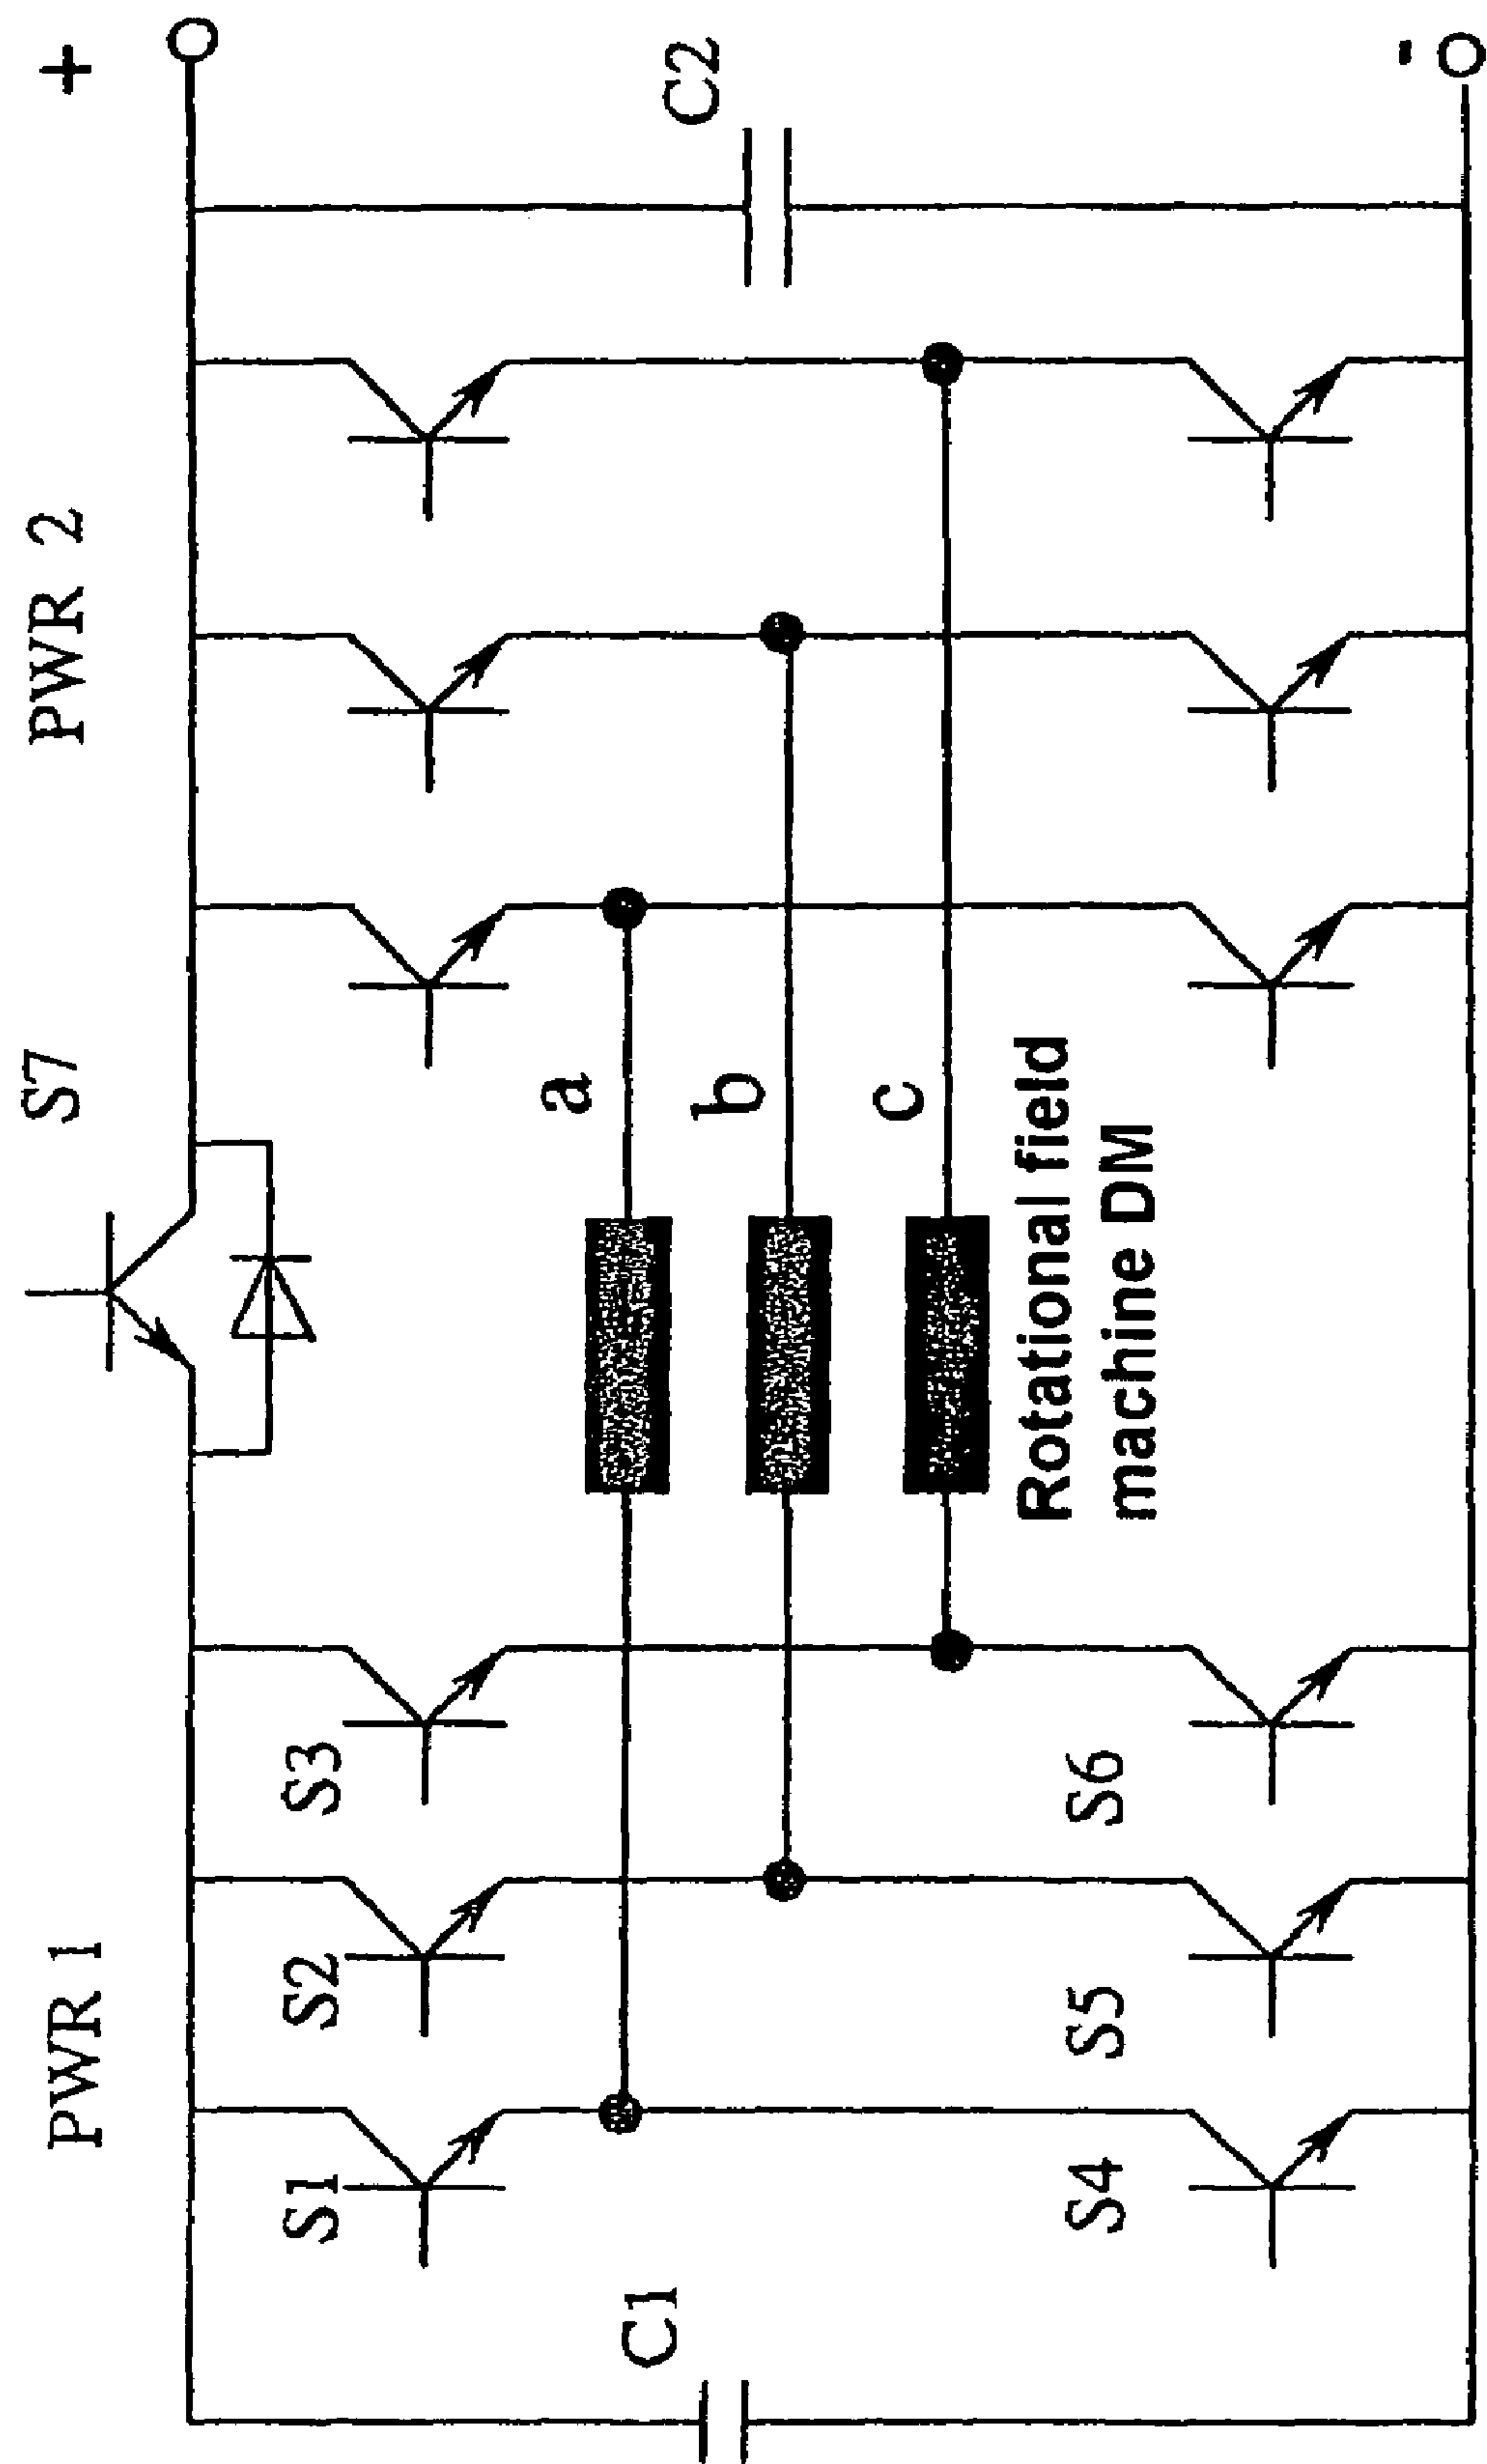 PWR 1
S7
PWR 2
+
S1
S2
S3
C1
a
b
c
C2
Rotational field
machine DM
S4
S5
S6
-